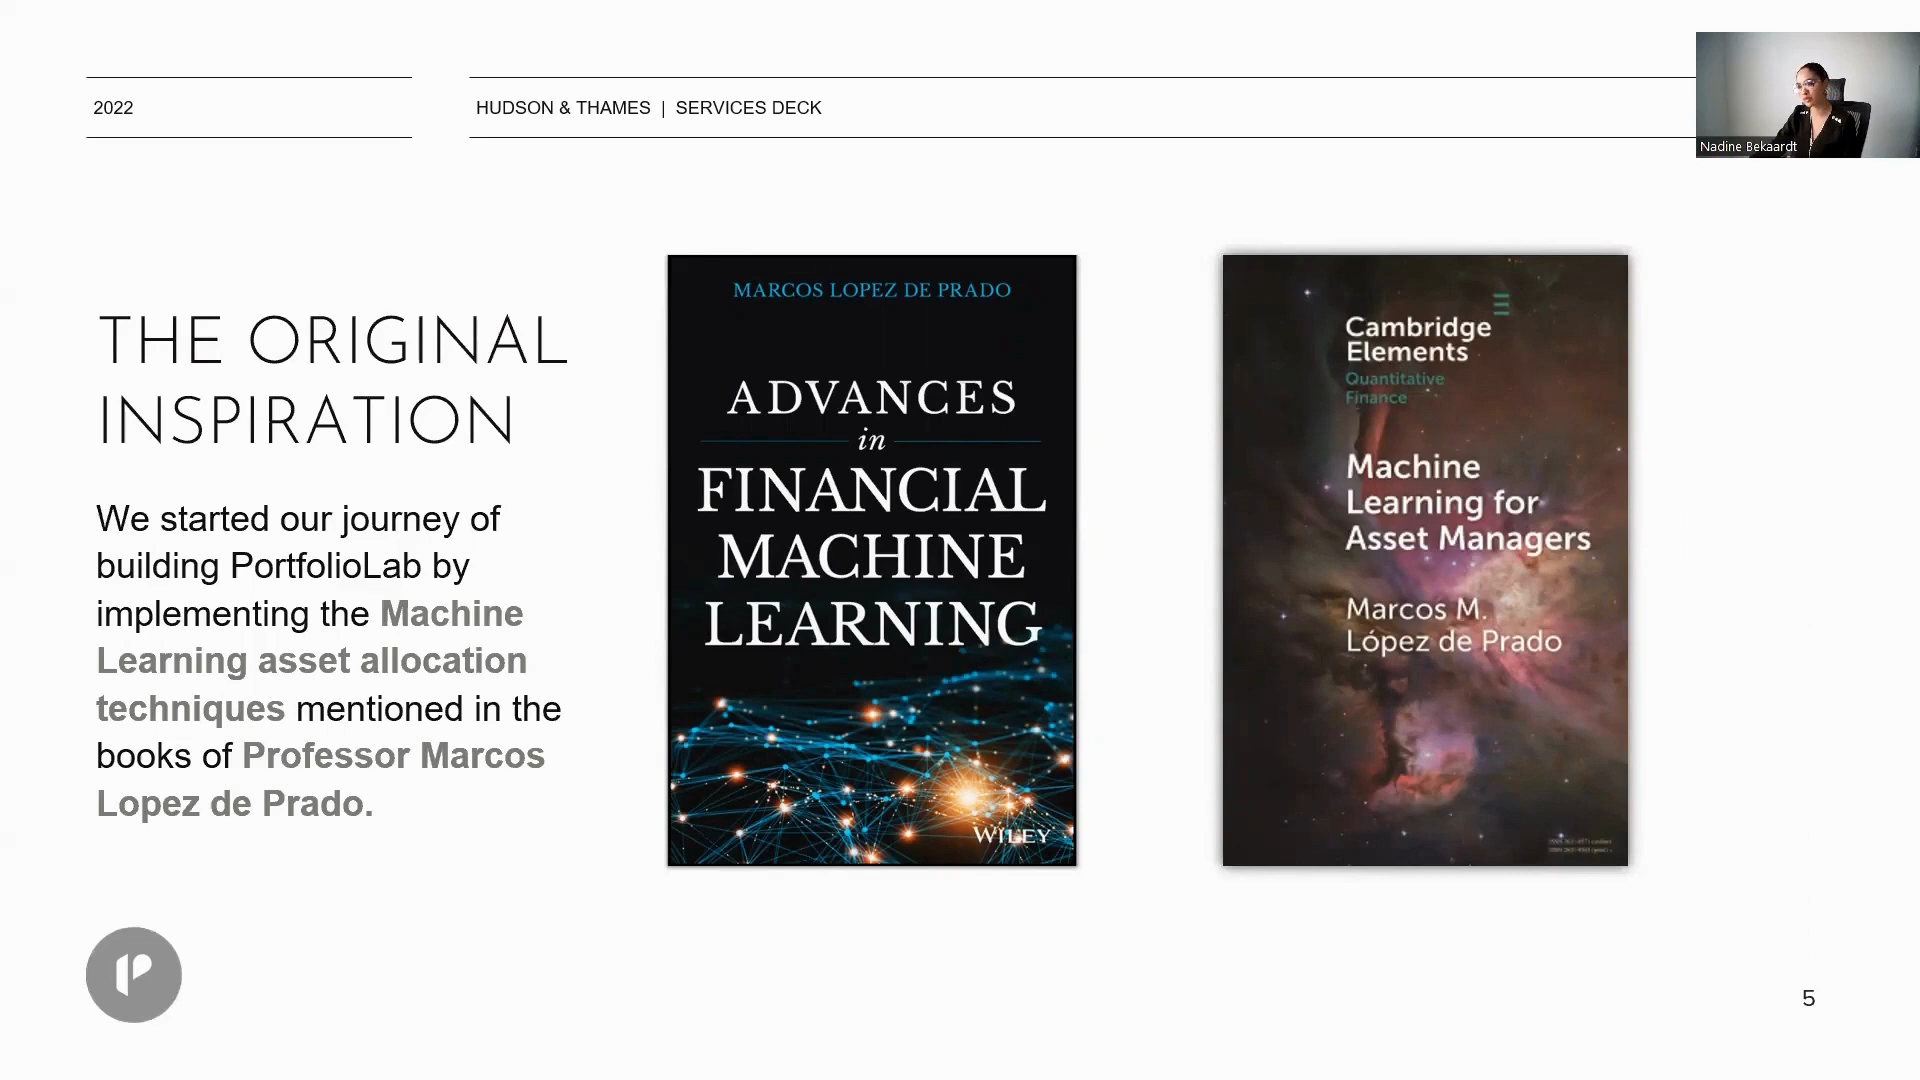 2022
HUDSON & THAMES | SERVICES DECK
Nadine Bekaardt
THE ORIGINAL
INSPIRATION
We started our journey of
building PortfolioLab by
implementing the Machine
Learning asset allocation
techniques mentioned in the
books of Professor Marcos
Lopez de Prado.
MARCOS LOPEZ DE PRADO
ADVANCES
in
FINANCIAL
MACHINE
LEARNING
WILEY
Cambridge
Elements
Quantitative
Finance
Machine
Learning for
Asset Managers
Marcos M.
López de Prado
5